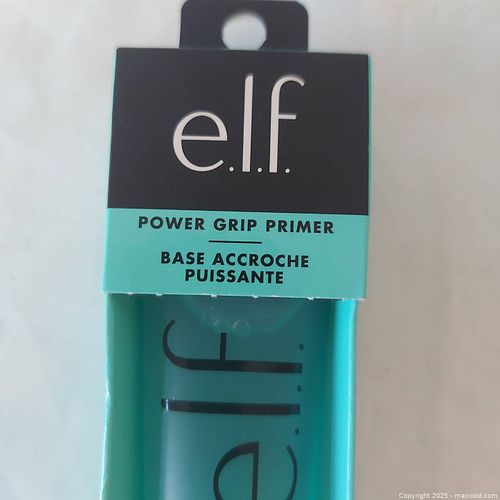 e.l.f.
POWER GRIP PRIMER
BASE ACCROCHE
PUISSANTE
e.l.f.
Copyright 2025 - maxsold.com